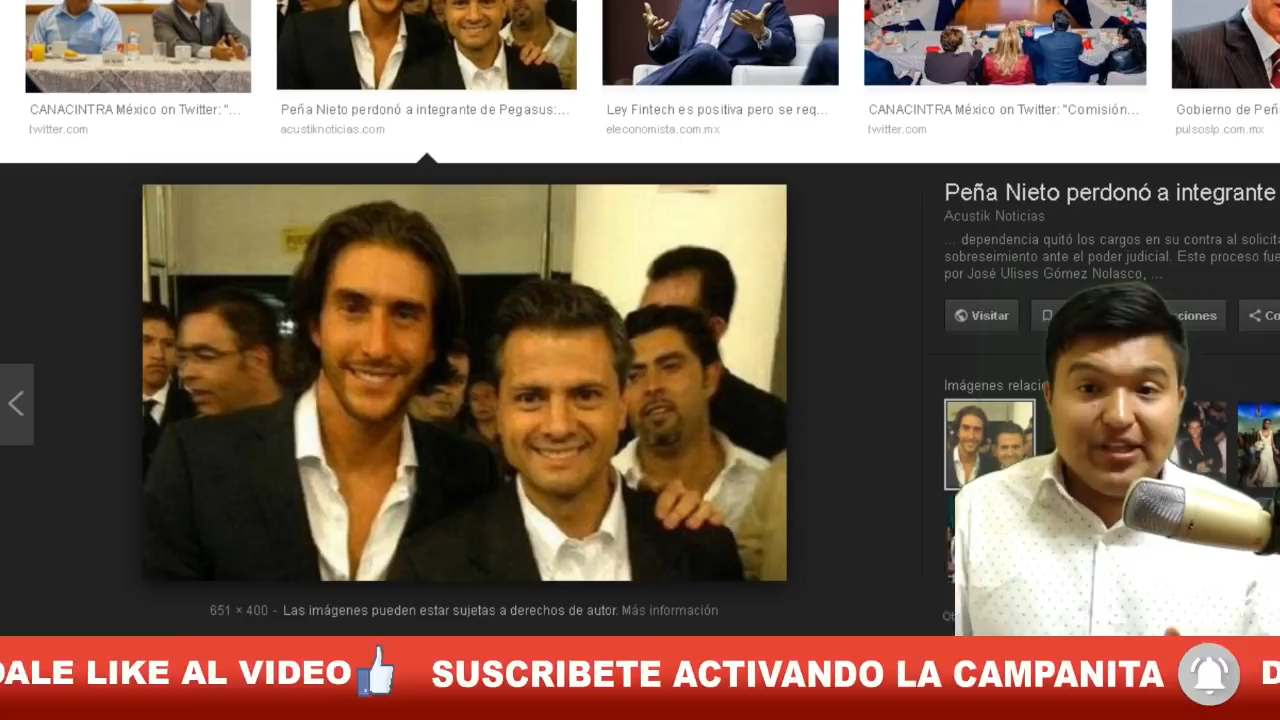 CANACINTRA México on Twitter: "...
twitter.com
Peña Nieto perdonó a integrante de Pegasus:...
acustiknoticias.com
Ley Fintech es positiva pero se req...
eleconomista.com.mx
CANACINTRA México on Twitter: "Comisión...
twitter.com
Gobierno de Peñ
pulsoslp.com.mx
Peña Nieto perdonó a integrante
Acustik Noticias
... dependencia quitó los cargos en su contra al solicita
sobreseimiento ante el poder judicial. Este proceso fue
por José Ulises Gómez Nolasco, ...
Visitar
ciones
Co
Imágenes relaci
651 × 400 - Las imágenes pueden estar sujetas a derechos de autor. Más información
DALE LIKE AL VIDEO
SUSCRIBETE ACTIVANDO LA CAMPANITA
D